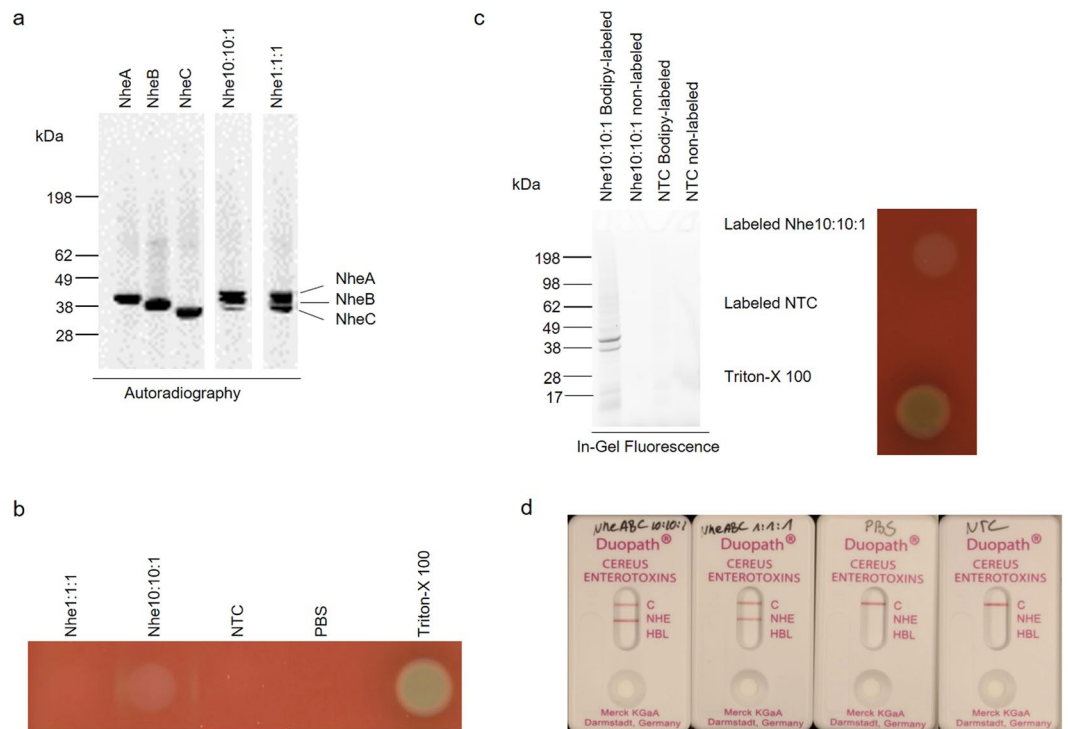 a
NheA
NheB
NheC
Nhe10:10:1
Nhe1:1:1
kDa
198
62
49
38
28
NheA
NheB
NheC
Autoradiography
c
Nhe10:10:1 Bodipy-labeled
Nhe10:10:1 non-labeled
NTC Bodipy-labeled
NTC non-labeled
kDa
198
98
62
49
38
28
17
In-Gel Fluorescence
Labeled Nhe10:10:1
Labeled NTC
Triton-X 100
b
Nhe1:1:1
Nhe10:10:1
NTC
PBS
Triton-X 100
d
NheABC 10:10:1
Duopath®
CEREUS
ENTEROTOXINS
C
NHE
HBL
Merck KGaA
Darmstadt, Germany
NheABC 1:1:1
Duopath®
CEREUS
ENTEROTOXINS
C
NHE
HBL
Merck KGaA
Darmstadt, Germany
PBS
Duopath®
CEREUS
ENTEROTOXINS
C
NHE
HBL
Merck KGaA
Darmstadt, Germany
NTC
Duopath®
CEREUS
ENTEROTOXINS
C
NHE
HBL
Merck KGaA
Darmstadt, Germany